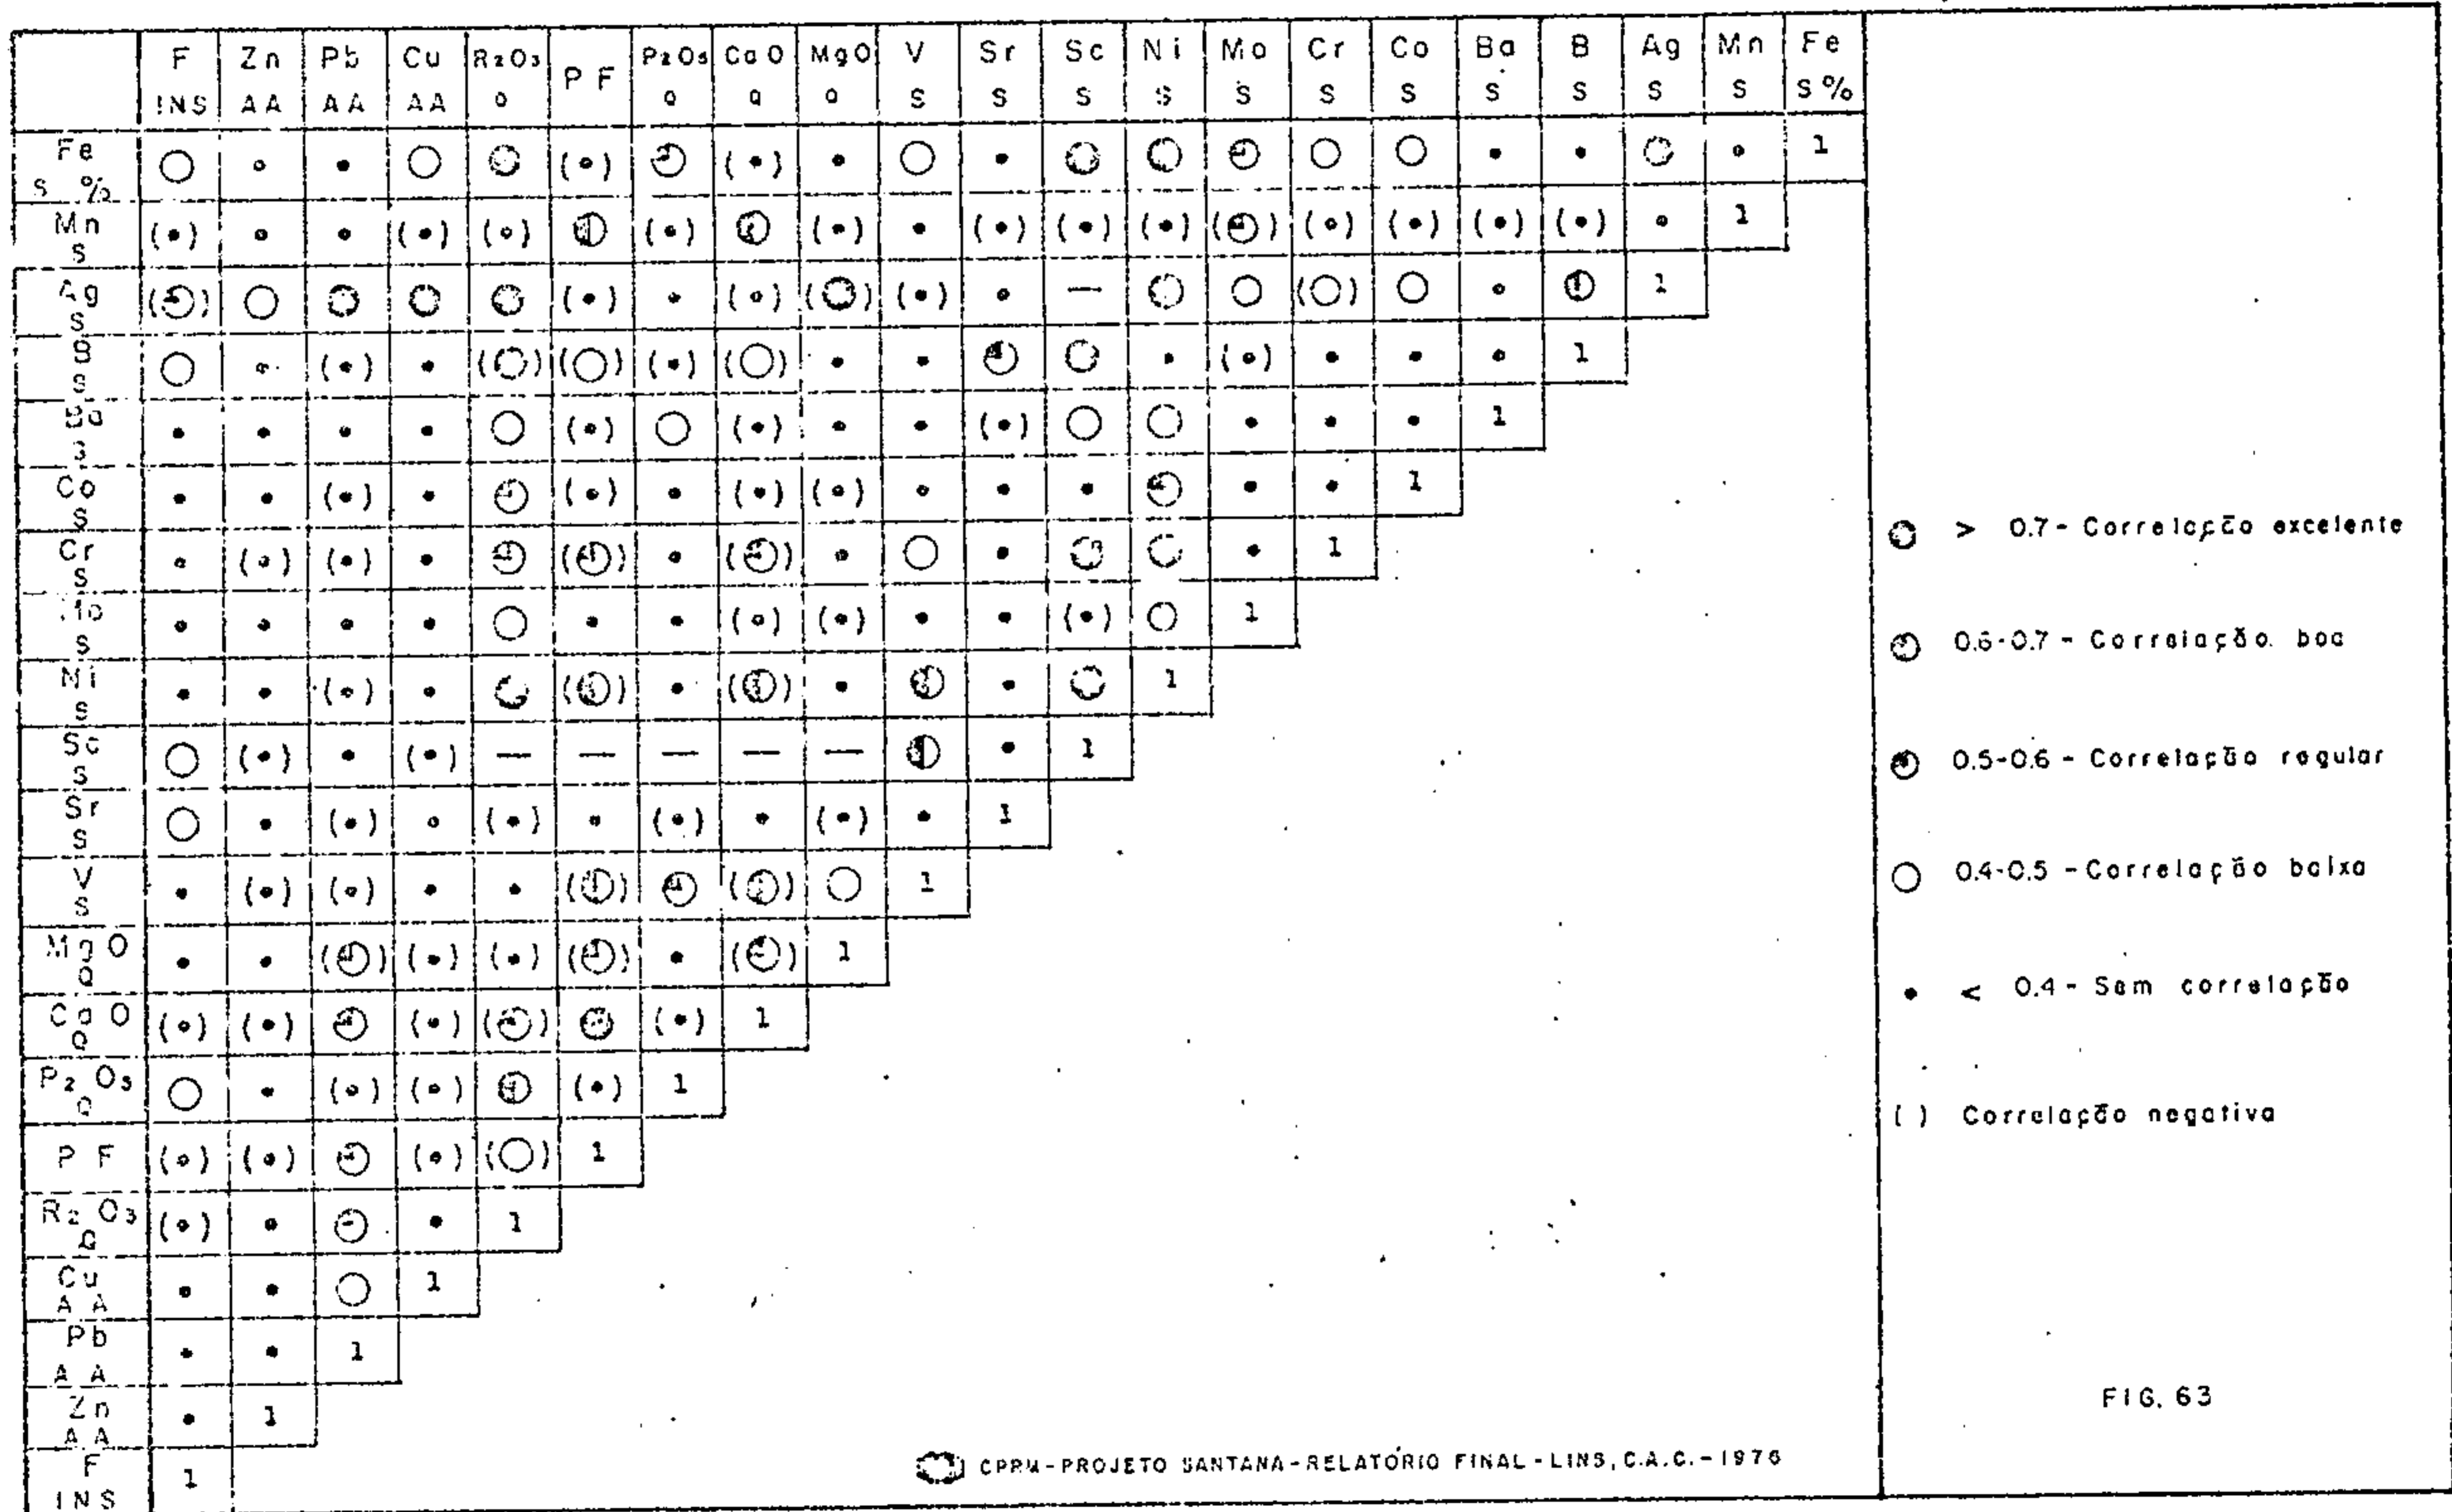 F Zn Pb Cu R2O3 P F P2O5 CaO MgO V Sr Sc Ni Mo Cr Co Ba B Ag Mn Fe
INS AA AA AA a a a a S S S S S S S S S S S S%
Fe 1
S %
Mn 1
S
Ag 1
S
B 1
S
Ba 1
S
Co 1
S
Cr 1
S
Mo 1
S
Ni 1
S
Sc 1
S
Sr 1
S
V 1
S
MgO 1
a
CaO 1
a
P2O5 1
a
P F 1
R2O3 1
a
Cu 1
AA
Pb 1
AA
Zn 1
AA
F 1
INS
> 0.7 - Correlação excelente
0.6-0.7 - Correlação boa
0.5-0.6 - Correlação regular
0.4-0.5 - Correlação baixa
< 0.4 - Sem correlação
( ) Correlação negativa
FIG. 63
CPRM-PROJETO SANTANA-RELATÓRIO FINAL-LINS, C.A.C.-1976